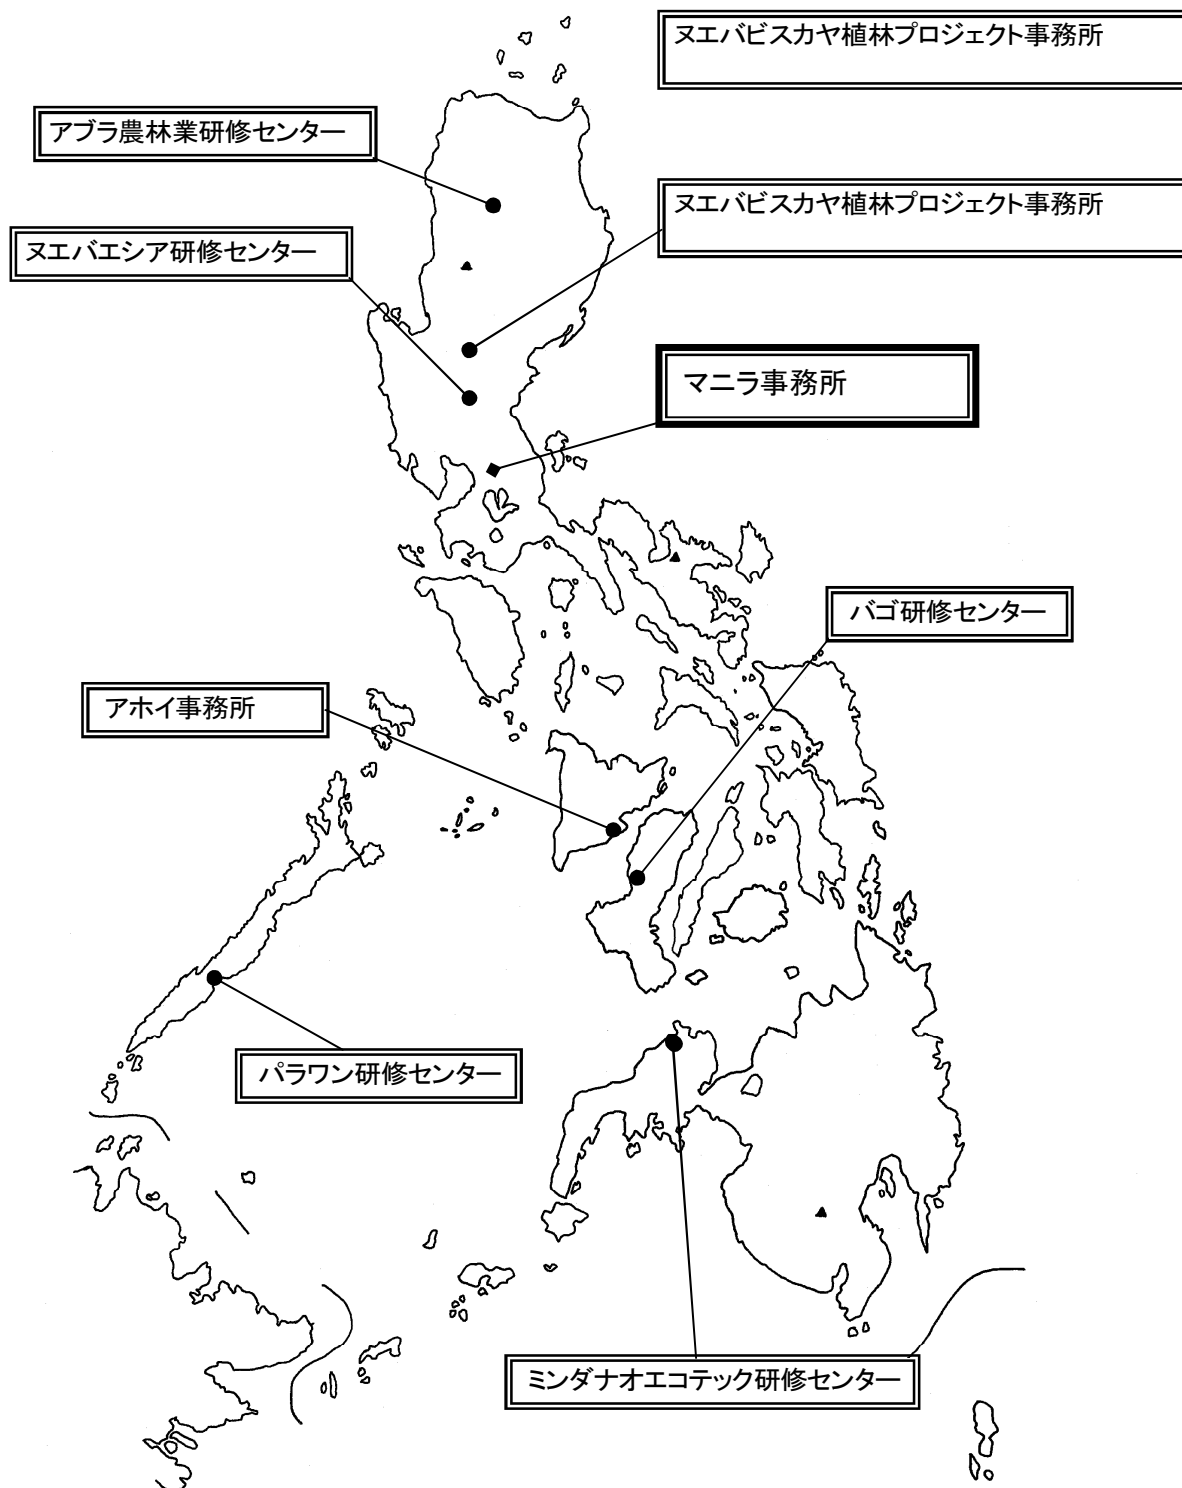 ヌエバビスカヤ植林プロジェクト事務所
アブラ農林業研修センター
ヌエバビスカヤ植林プロジェクト事務所
ヌエバエシア研修センター
マニラ事務所
バゴ研修センター
アホイ事務所
パラワン研修センター
ミンダナオエコテック研修センター